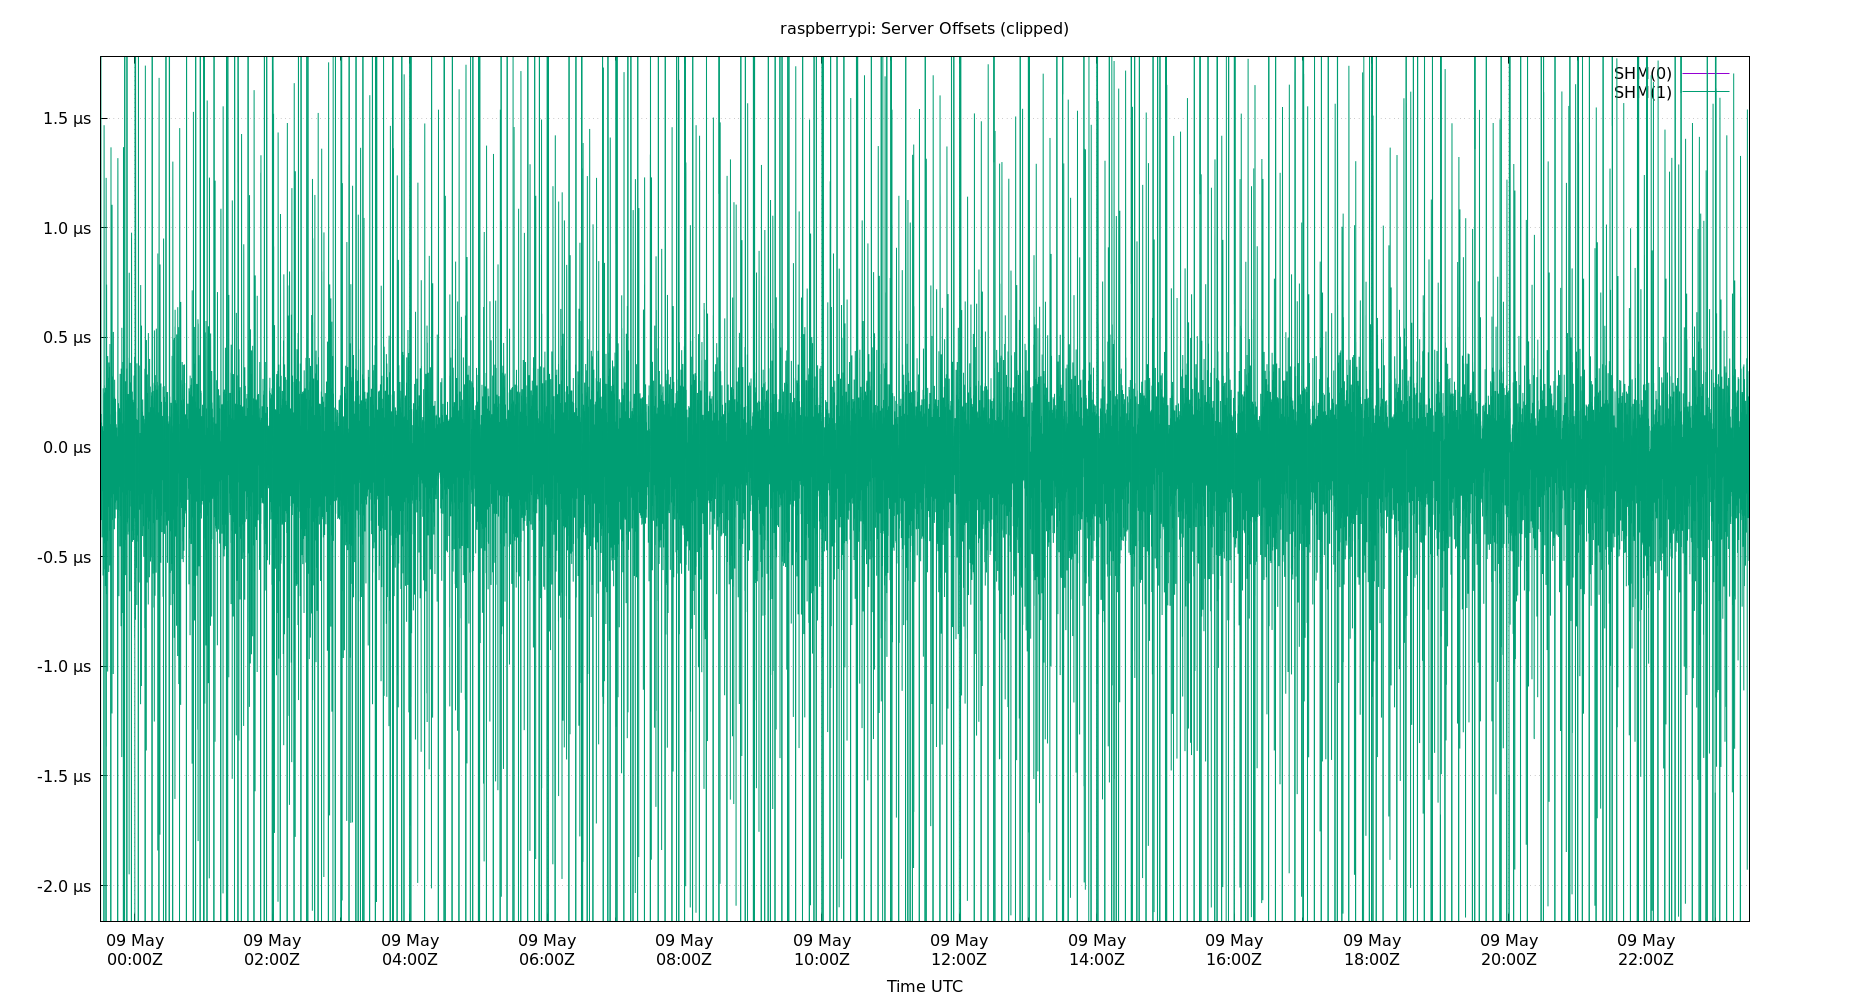 raspberrypi: Server Offsets (clipped)
SHM(0)
SHM(1)
1.5 µs
1.0 µs
0.5 µs
0.0 µs
-0.5 µs
-1.0 µs
-1.5 µs
-2.0 µs
09 May 09 May 09 May 09 May 09 May 09 May 09 May 09 May 09 May 09 May 09 May 09 May
00:00Z 02:00Z 04:00Z 06:00Z 08:00Z 10:00Z 12:00Z 14:00Z 16:00Z 18:00Z 20:00Z 22:00Z
Time UTC